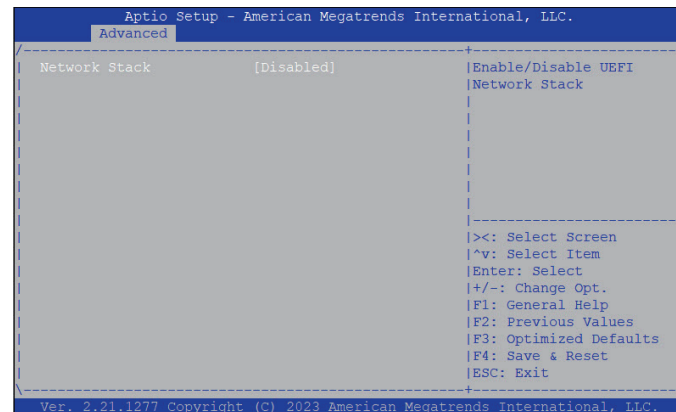 Aptio Setup - American Megatrends International, LLC.
Advanced
/----------------------------------------------------+------------------------
| Network Stack [Disabled] |Enable/Disable UEFI
| |Network Stack
|------------------------
|><: Select Screen
|^v: Select Item
|Enter: Select
|+/-: Change Opt.
|F1: General Help
|F2: Previous Values
|F3: Optimized Defaults
|F4: Save & Reset
|ESC: Exit
\----------------------------------------------------+------------------------
Ver. 2.21.1277 Copyright (C) 2023 American Megatrends International, LLC.